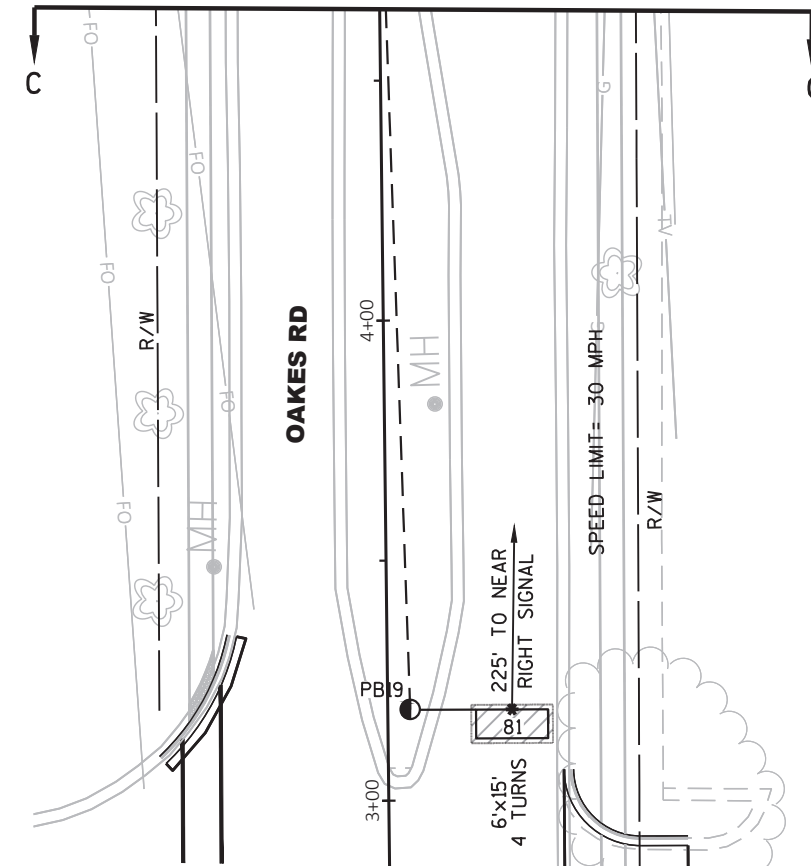 C
FO
FO
G
FO
TV
R/W
OAKES RD
4+00
MH
FO
SPEED LIMIT= 30 MPH
R/W
FO
MH
225' TO NEAR
RIGHT SIGNAL
PB19
81
6'x15'
4 TURNS
3+00